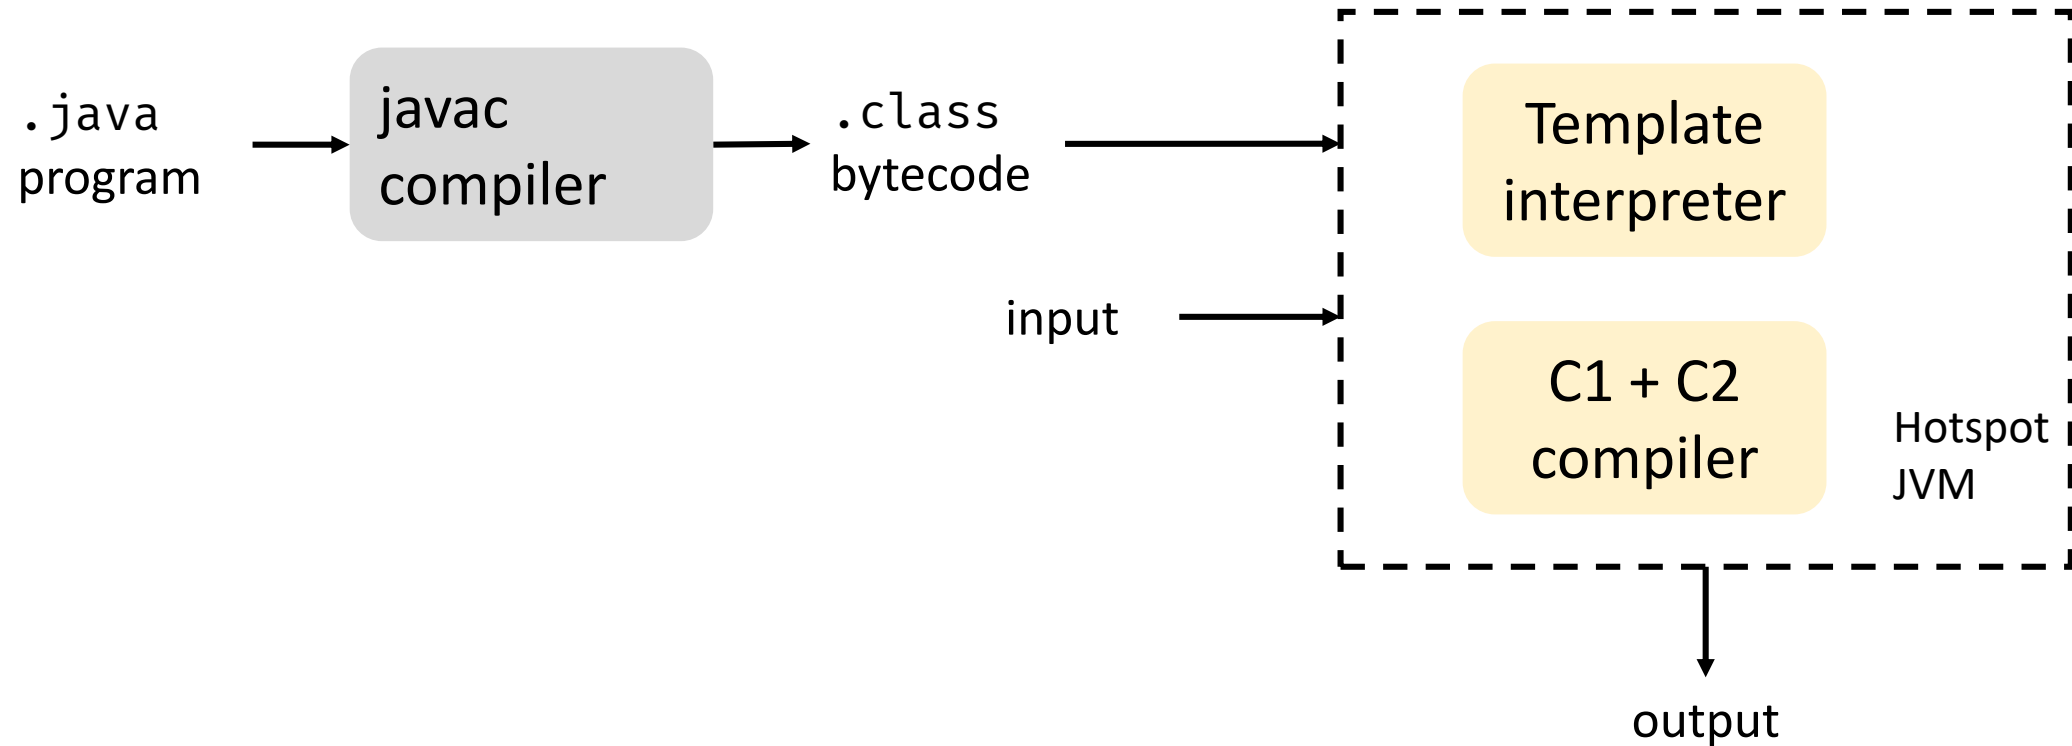 .java
program
javac
compiler
.class
bytecode
input
Template
interpreter
C1 + C2
compiler
Hotspot
JVM
output